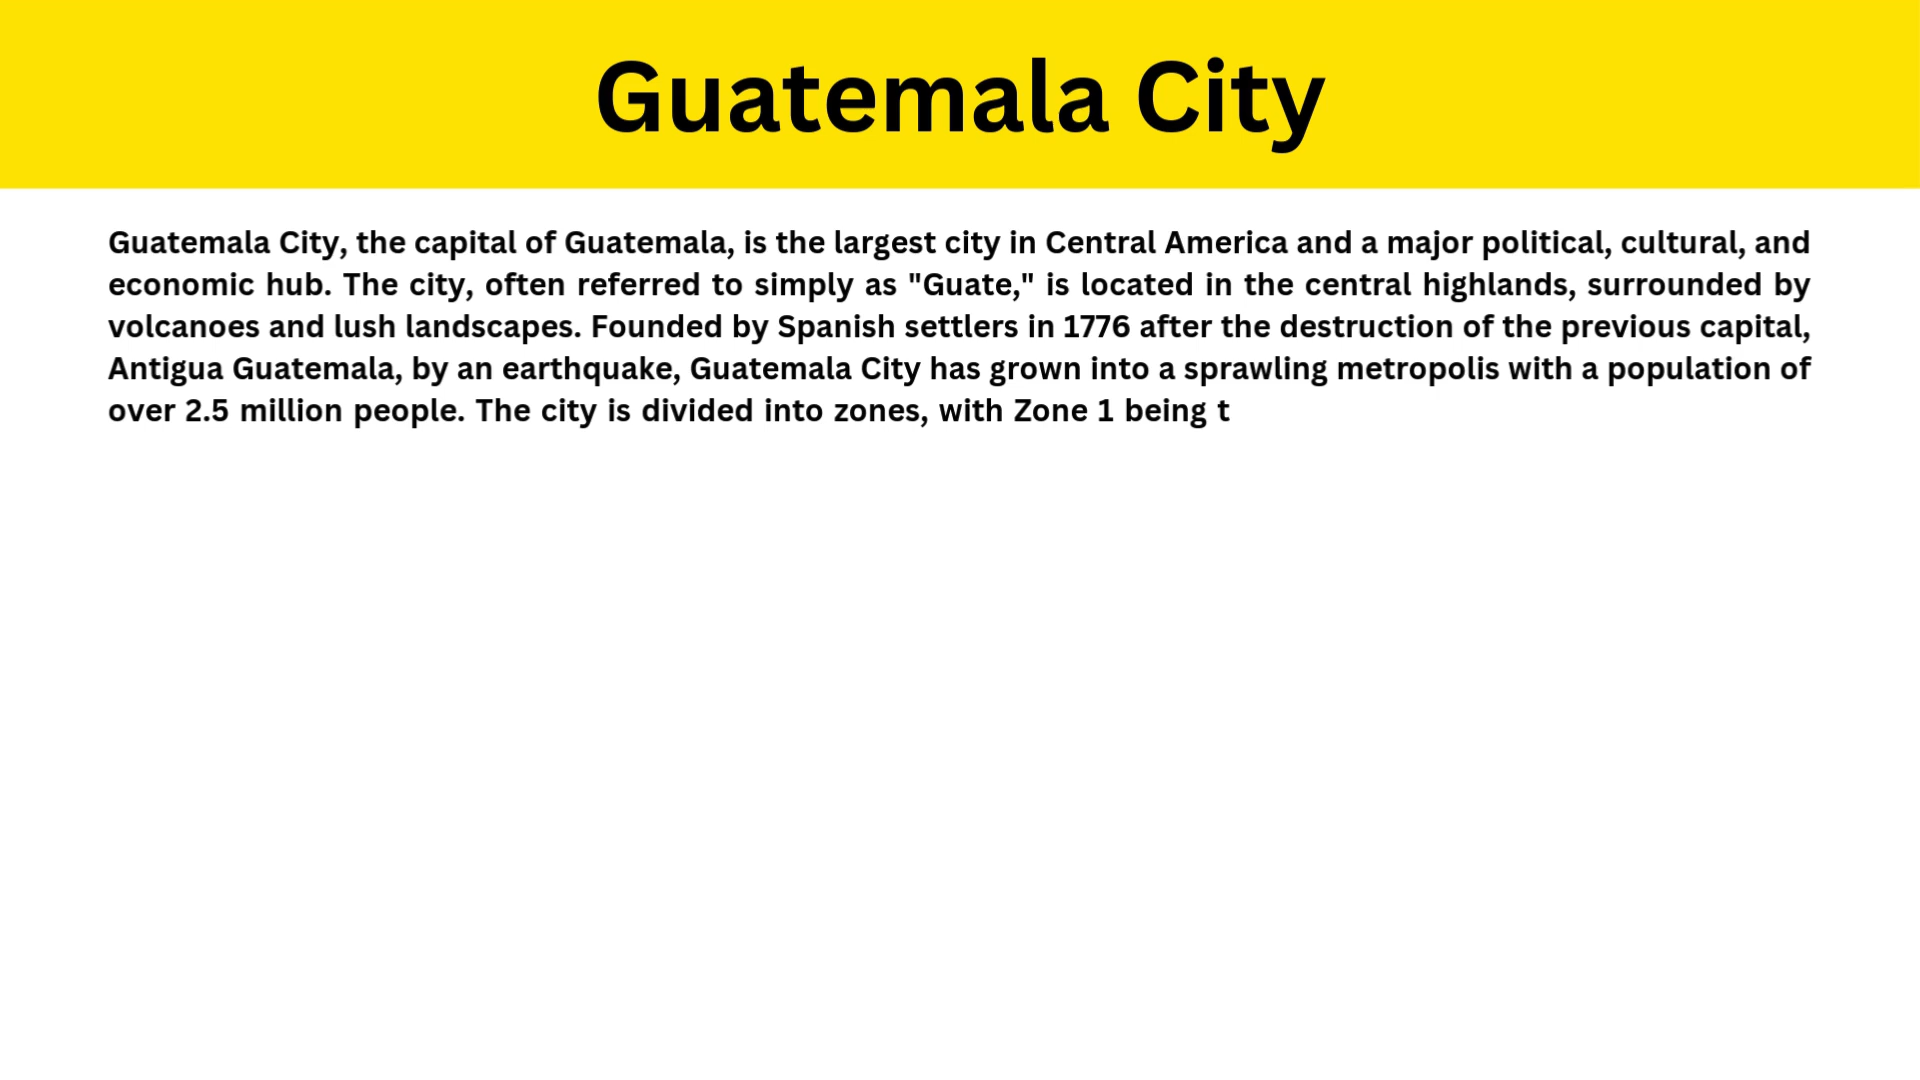 Guatemala City
Guatemala City, the capital of Guatemala, is the largest city in Central America and a major political, cultural, and
economic hub. The city, often referred to simply as "Guate," is located in the central highlands, surrounded by
volcanoes and lush landscapes. Founded by Spanish settlers in 1776 after the destruction of the previous capital,
Antigua Guatemala, by an earthquake, Guatemala City has grown into a sprawling metropolis with a population of
over 2.5 million people. The city is divided into zones, with Zone 1 being t